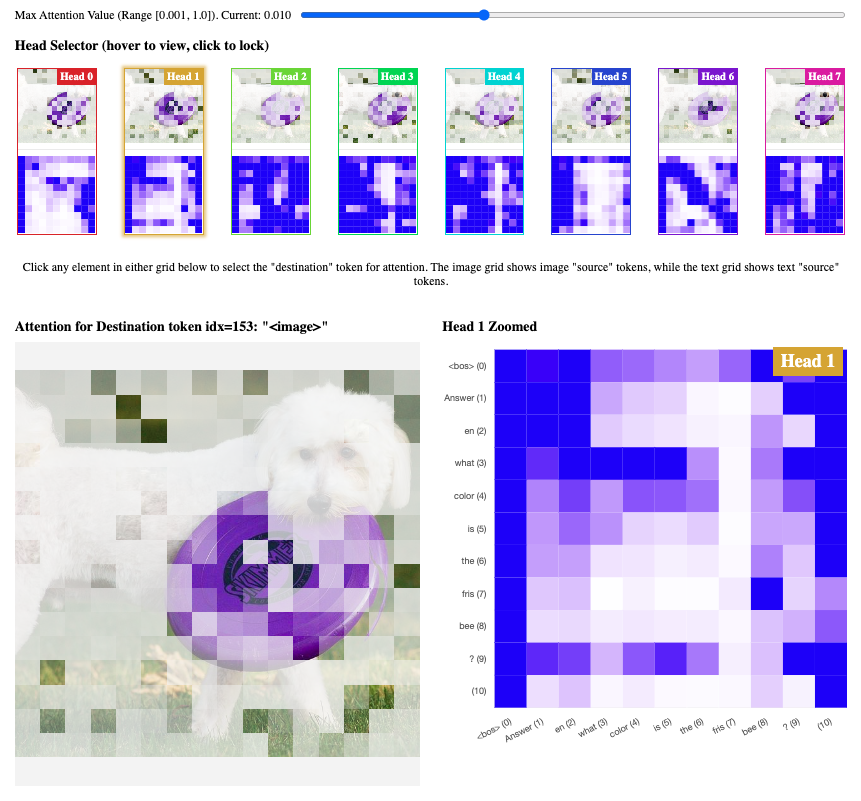 Max Attention Value (Range [0.001, 1.0]). Current: 0.010
Head Selector (hover to view, click to lock)
Head 0
Head 1
Head 2
Head 3
Head 4
Head 5
Head 6
Head 7
Click any element in either grid below to select the "destination" token for attention. The image grid shows image "source" tokens, while the text grid shows text "source"
tokens.
Attention for Destination token idx=153: "<image>"
SKIMMER
Head 1 Zoomed
Head 1
<bos> (0)
Answer (1)
en (2)
what (3)
color (4)
is (5)
the (6)
fris (7)
bee (8)
? (9)
(10)
<bos> (0)
Answer (1)
en (2)
what (3)
color (4)
is (5)
the (6)
fris (7)
bee (8)
? (9)
(10)